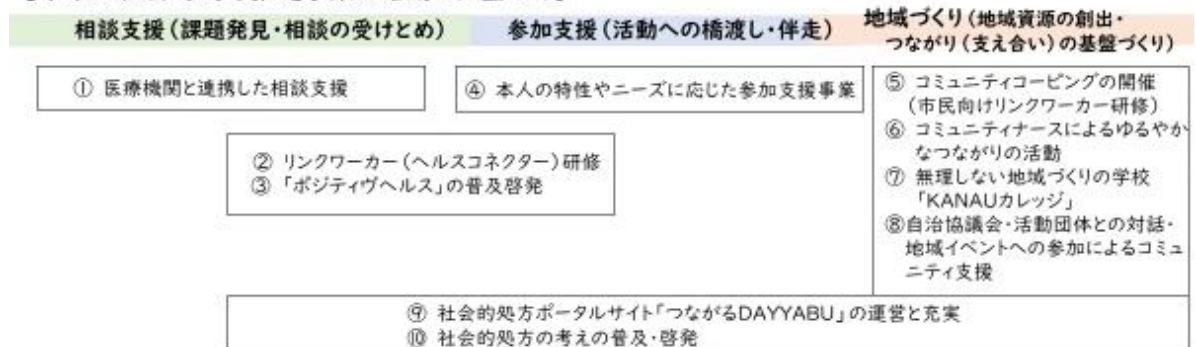 相談支援(課題発見・相談の受けとめ)
参加支援(活動への橋渡し・伴走)
地域づくり(地域資源の創出・
つながり(支え合い)の基盤づくり)
① 医療機関と連携した相談支援
④ 本人の特性やニーズに応じた参加支援事業
② リンクワーカー(ヘルスコネクター)研修
③ 「ポジティヴヘルス」の普及啓発
⑤ コミュニティコーピングの開催
(市民向けリンクワーカー研修)
⑥ コミュニティナースによるゆるやか
なつながりの活動
⑦ 無理しない地域づくりの学校
「KANAUカレッジ」
⑧自治協議会・活動団体との対話・
地域イベントへの参加によるコミュ
ニティ支援
⑨ 社会的処方ポータルサイト「つながるDAYYABU」の運営と充実
⑩ 社会的処方の考えの普及・啓発